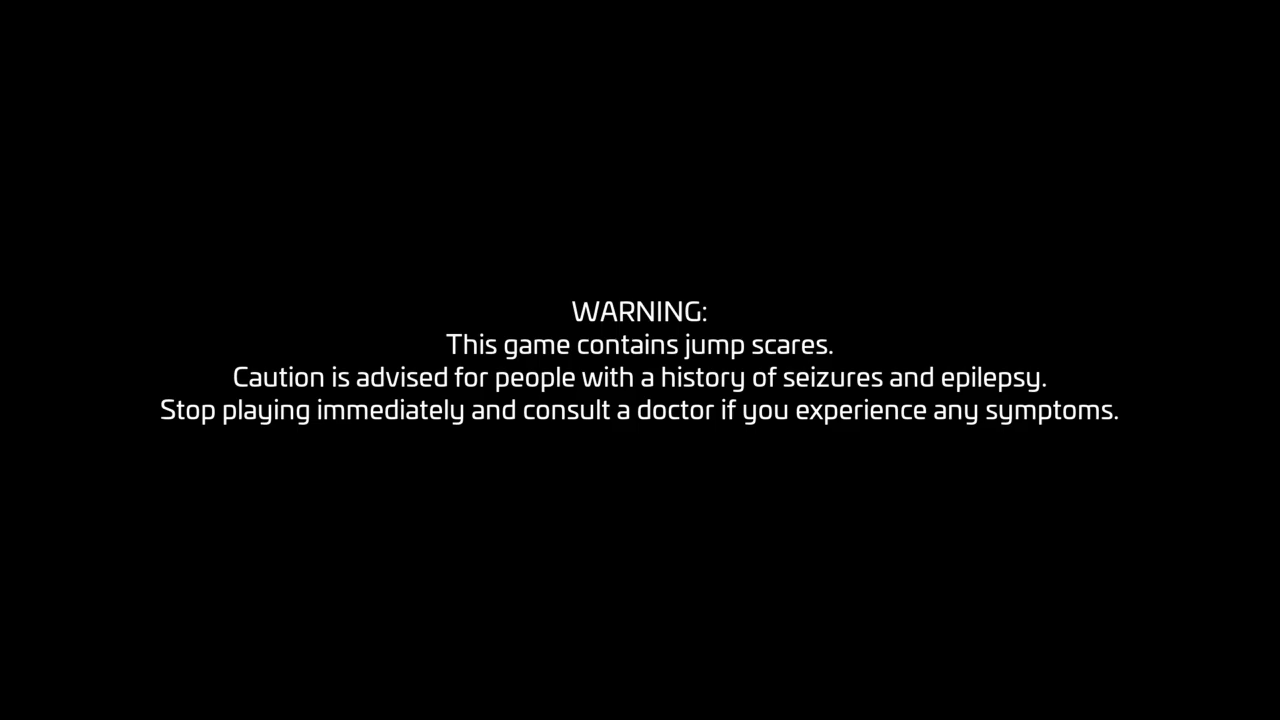 WARNING:
This game contains jump scares.
Caution is advised for people with a history of seizures and epilepsy.
Stop playing immediately and consult a doctor if you experience any symptoms.